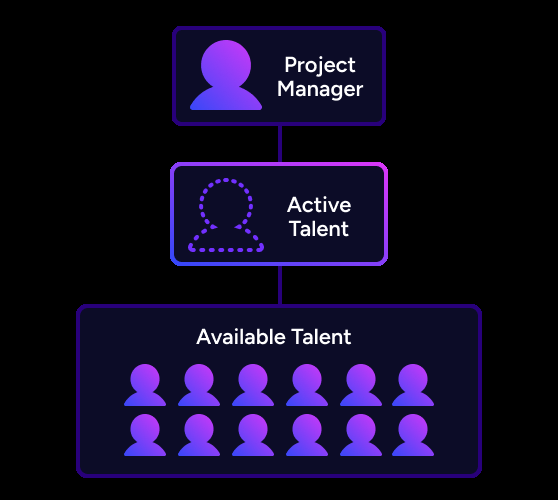 Project
Manager
Active
Talent
Available Talent